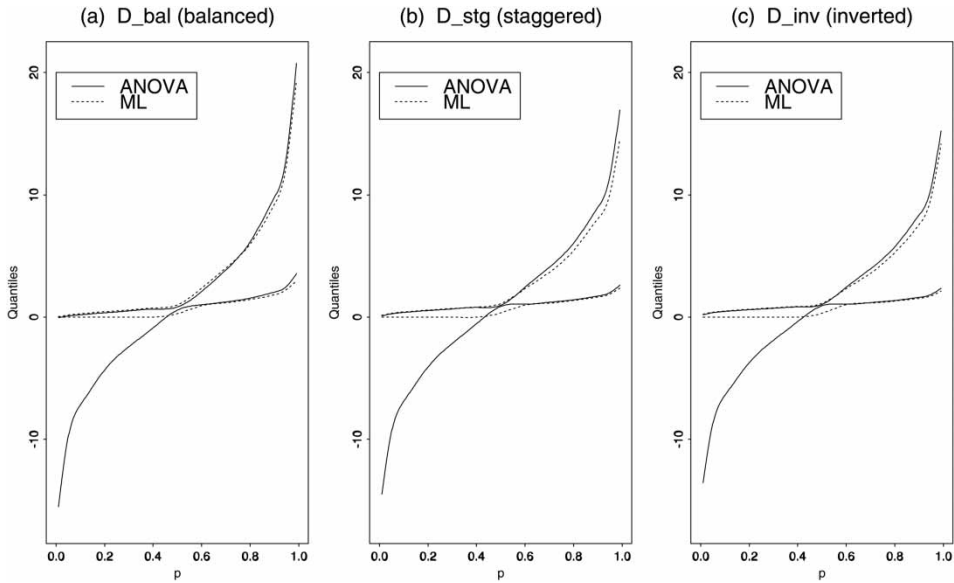 (a) D_bal (balanced)
20
10
0
-10
Quantiles
ANOVA
ML
0.0 0.2 0.4 0.6 0.8 1.0
p
(b) D_stg (staggered)
20
10
0
-10
Quantiles
ANOVA
ML
0.0 0.2 0.4 0.6 0.8 1.0
p
(c) D_inv (inverted)
20
10
0
-10
Quantiles
ANOVA
ML
0.0 0.2 0.4 0.6 0.8 1.0
p